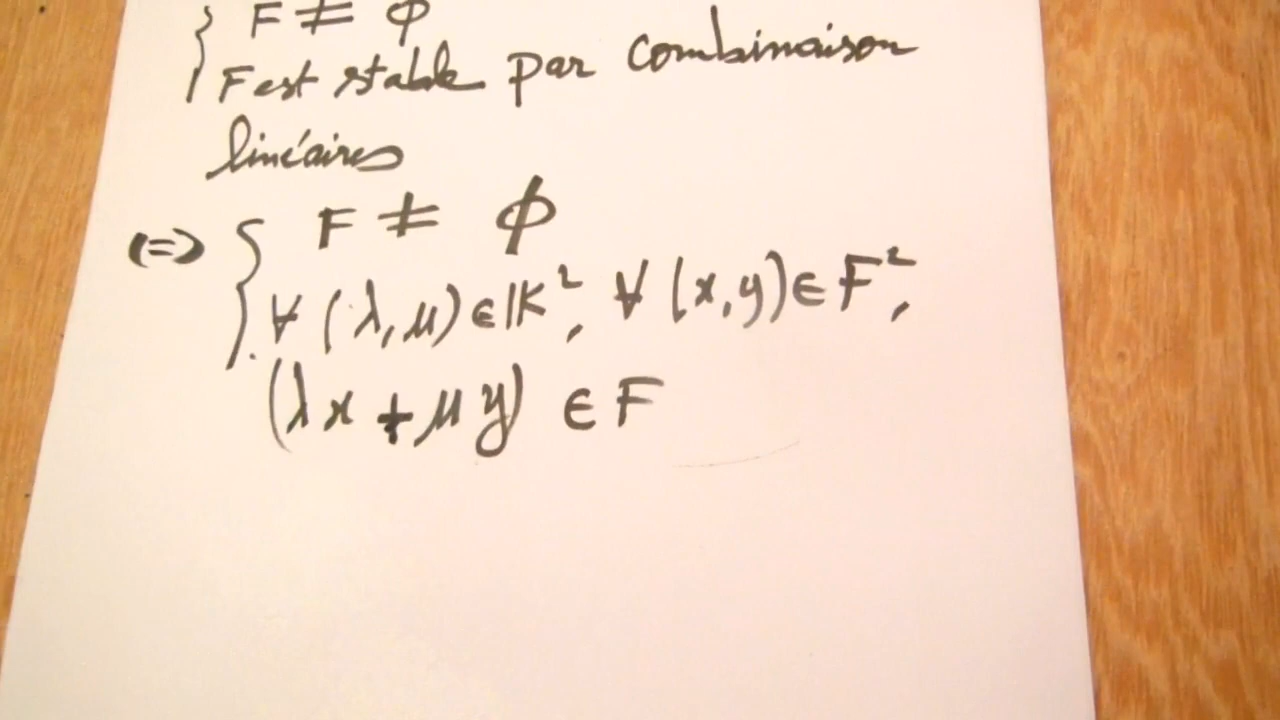 { F ≠ ϕ
F est stable par combinaison
linéaires
(=> { F ≠ ϕ
∀ (λ, μ) ∈ K², ∀ (x, y) ∈ F²,
(λx + μy) ∈ F